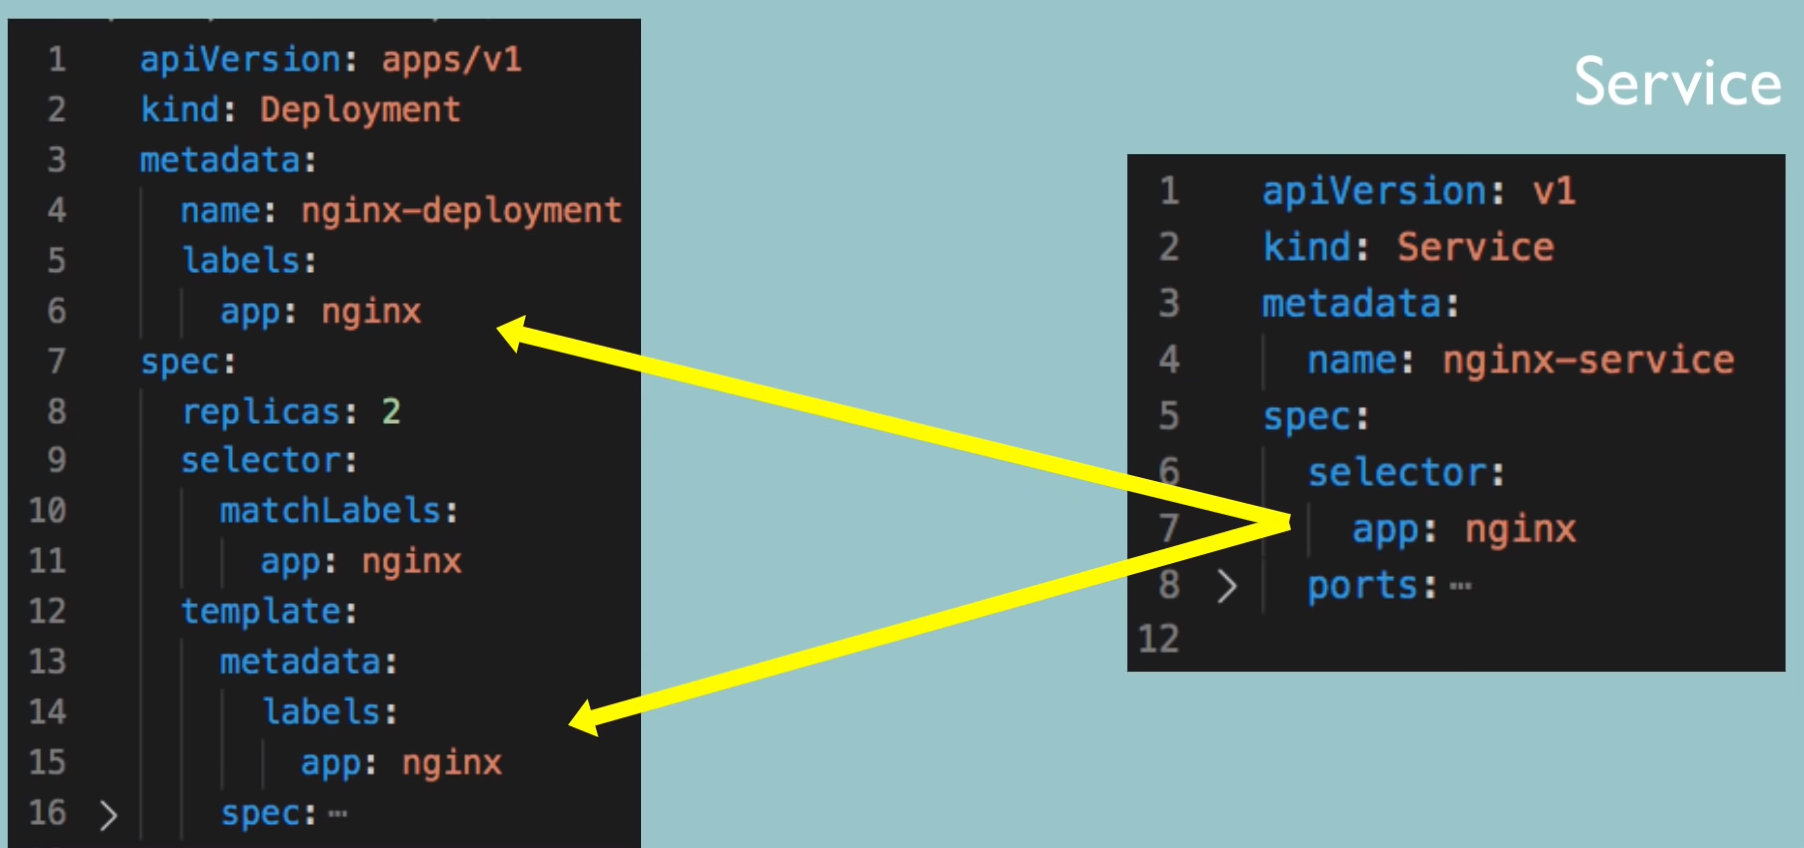 1 apiVersion: apps/v1
2 kind: Deployment
3 metadata:
4 name: nginx-deployment
5 labels:
6 app: nginx
7 spec:
8 replicas: 2
9 selector:
10 matchLabels:
11 app: nginx
12 template:
13 metadata:
14 labels:
15 app: nginx
16 > spec:⋯
Service
1 apiVersion: v1
2 kind: Service
3 metadata:
4 name: nginx-service
5 spec:
6 selector:
7 app: nginx
8 > ports:⋯
12